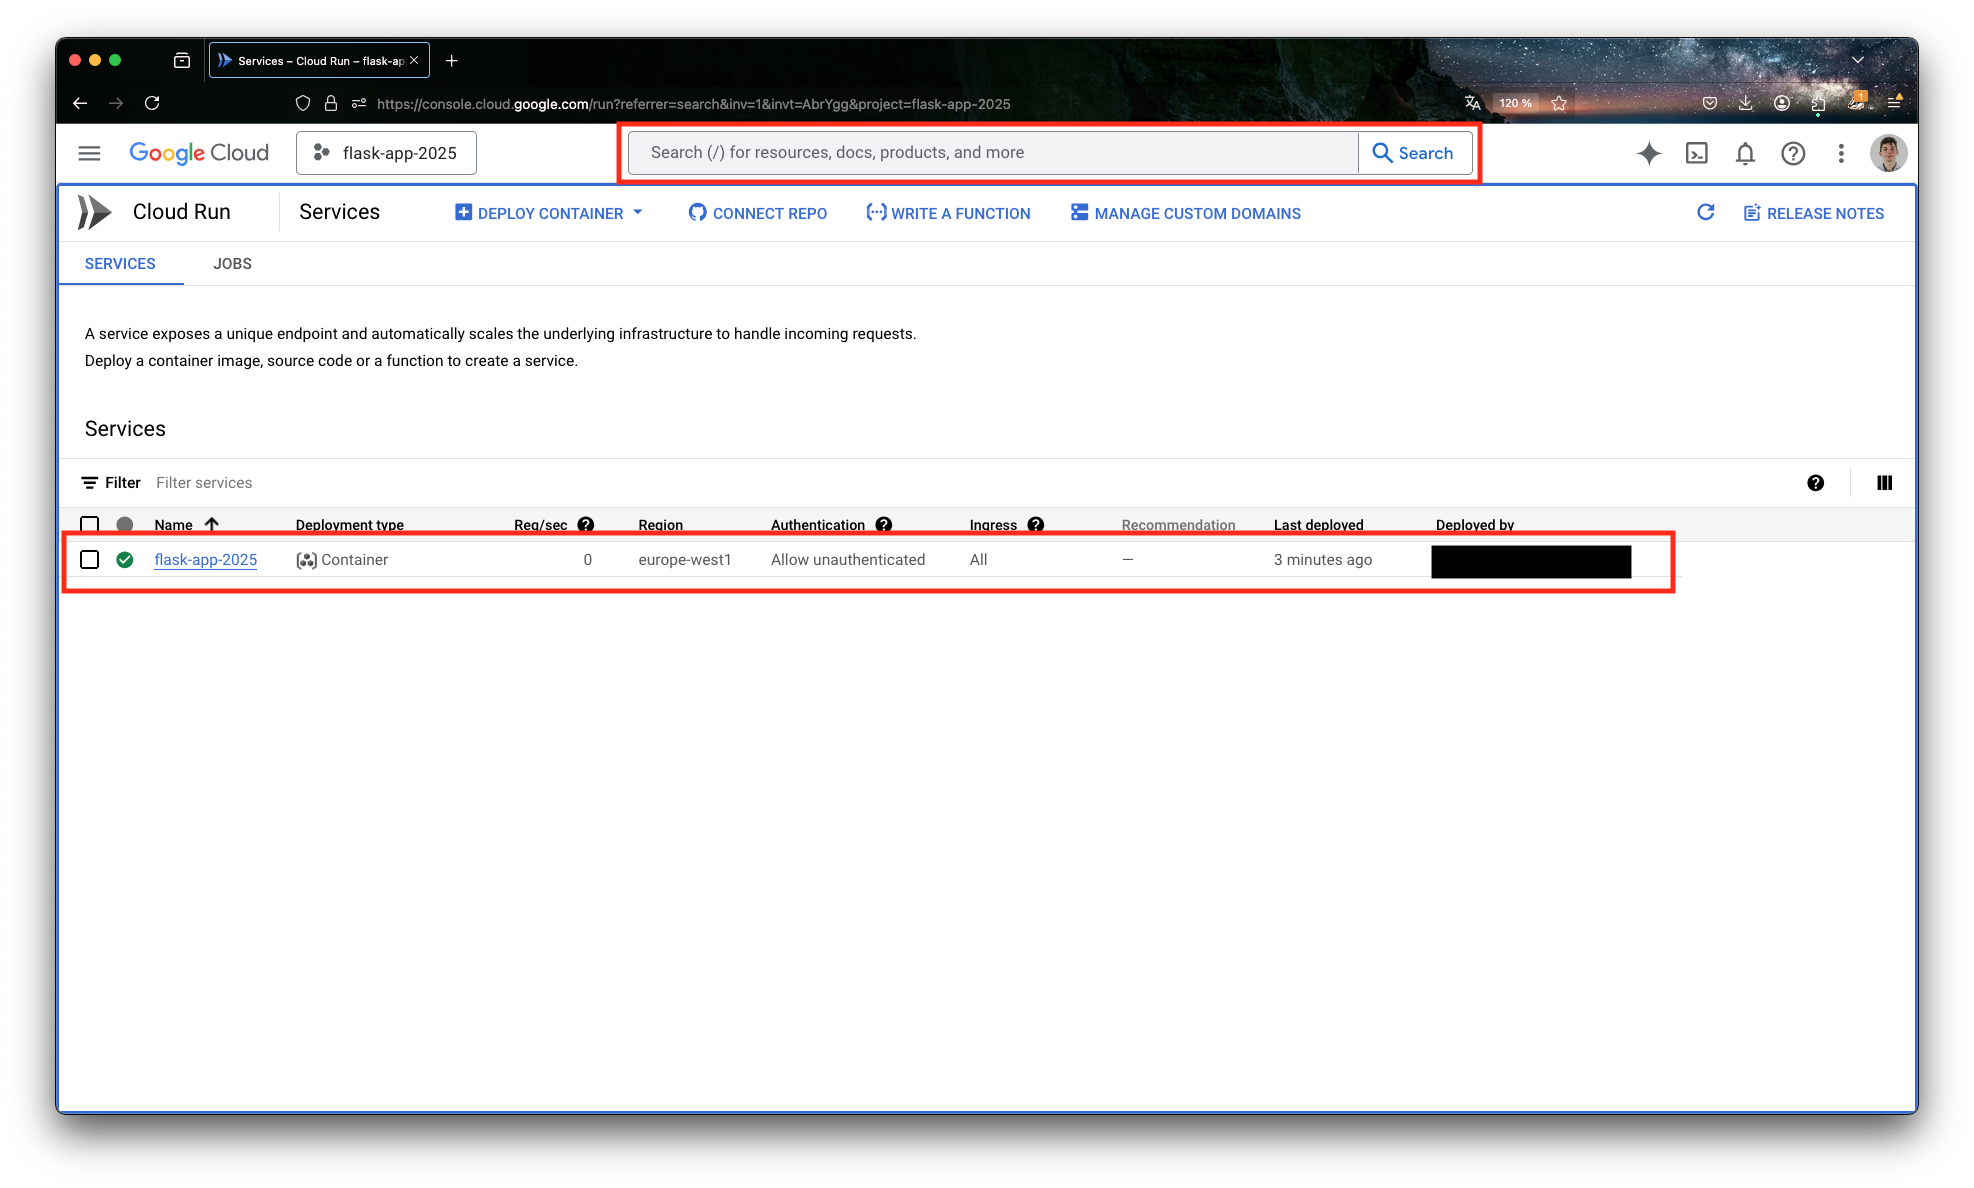 Services – Cloud Run – flask-ap
https://console.cloud.google.com/run?referrer=search&inv=1&invt=AbrYgg&project=flask-app-2025
120 %
1
Google Cloud
flask-app-2025
Search (/) for resources, docs, products, and more
Search
Cloud Run
Services
DEPLOY CONTAINER
CONNECT REPO
WRITE A FUNCTION
MANAGE CUSTOM DOMAINS
RELEASE NOTES
SERVICES
JOBS
A service exposes a unique endpoint and automatically scales the underlying infrastructure to handle incoming requests.
Deploy a container image, source code or a function to create a service.
Services
Filter Filter services
Name Deployment type Req/sec Region Authentication Ingress Recommendation Last deployed Deployed by
flask-app-2025 Container 0 europe-west1 Allow unauthenticated All — 3 minutes ago